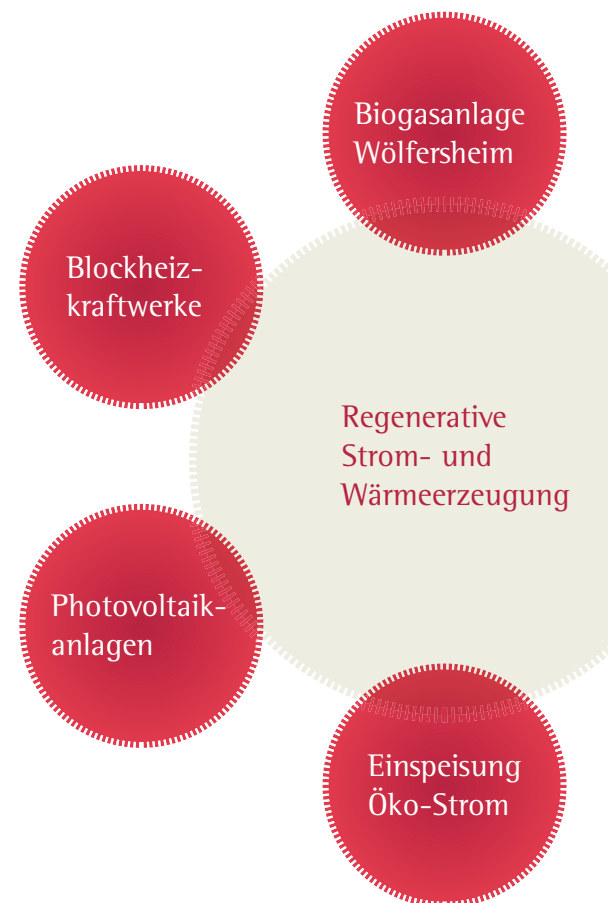 Biogasanlage
Wölfersheim
Blockheiz-
kraftwerke
Regenerative
Strom- und
Wärmeerzeugung
Photovoltaik-
anlagen
Einspeisung
Öko-Strom